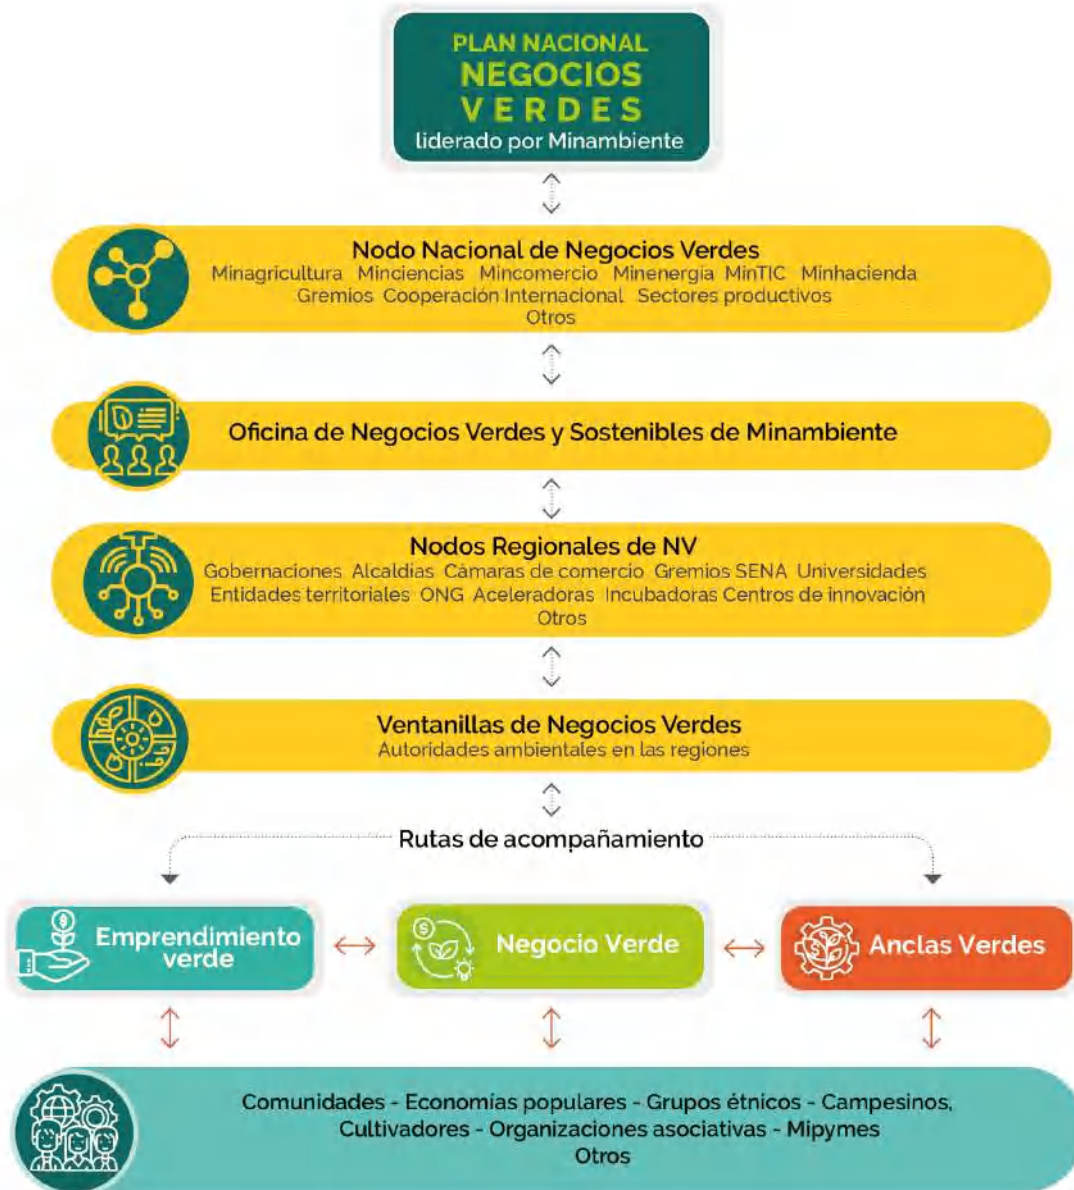 PLAN NACIONAL
NEGOCIOS
VERDES
liderado por Minambiente
Nodo Nacional de Negocios Verdes
Minagricultura Minciencias Mincomercio Minenergía MinTIC Minhacienda
Gremios Cooperación Internacional Sectores productivos
Otros
Oficina de Negocios Verdes y Sostenibles de Minambiente
Nodos Regionales de NV
Gobernaciones Alcaldías Cámaras de comercio Gremios SENA Universidades
Entidades territoriales ONG Aceleradoras Incubadoras Centros de innovación
Otros
Ventanillas de Negocios Verdes
Autoridades ambientales en las regiones
Rutas de acompañamiento
Emprendimiento
verde
Negocio Verde
Anclas Verdes
Comunidades - Economías populares - Grupos étnicos - Campesinos,
Cultivadores - Organizaciones asociativas - Mipymes
Otros